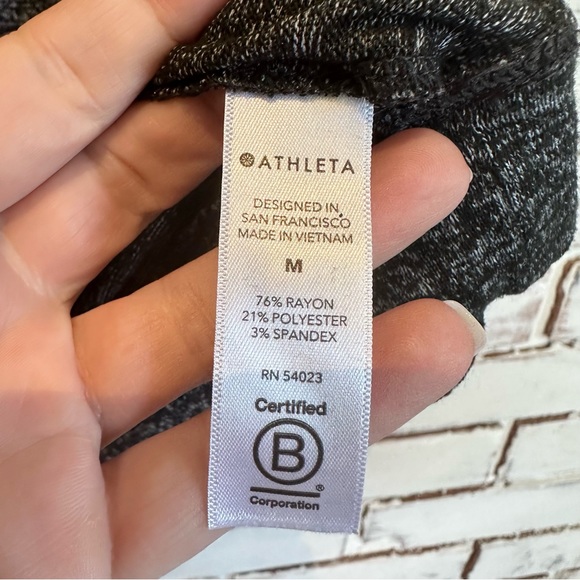 ATHLETA
DESIGNED IN
SAN FRANCISCO
MADE IN VIETNAM
M
76% RAYON
21% POLYESTER
3% SPANDEX
RN 54023
Certified
B
®
Corporation